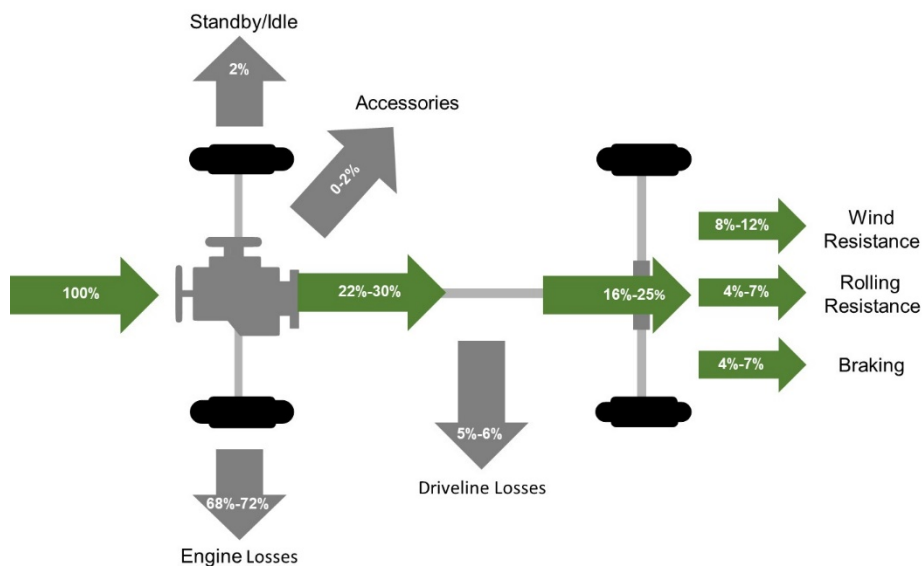 Standby/Idle
2%
Accessories
0-2%
100%
22%-30%
16%-25%
8%-12%
Wind
Resistance
4%-7%
Rolling
Resistance
4%-7%
Braking
5%-6%
Driveline Losses
68%-72%
Engine Losses